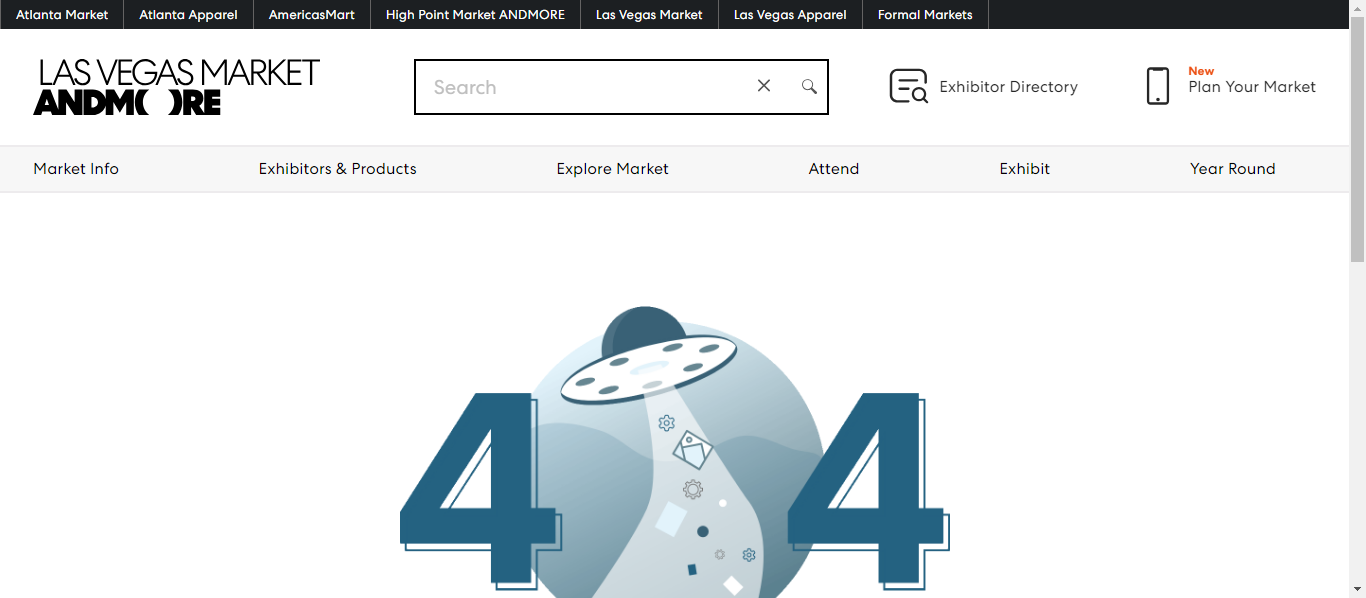 Atlanta Market Atlanta Apparel AmericasMart High Point Market ANDMORE Las Vegas Market Las Vegas Apparel Formal Markets
LAS VEGAS MARKET
ANDM( )RE
Search
Exhibitor Directory
New
Plan Your Market
Market Info Exhibitors & Products Explore Market Attend Exhibit Year Round
4 4